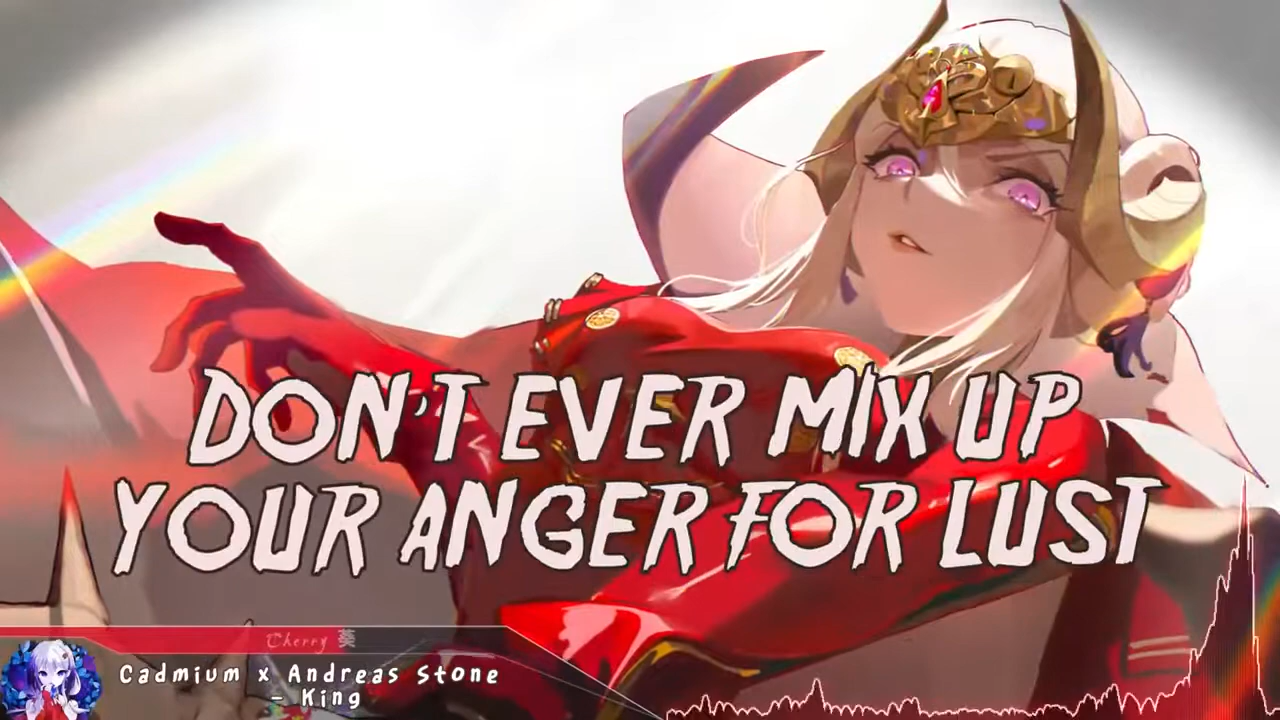 DON'T EVER MIX UP
YOUR ANGER FOR LUST
Cherry 葵
Cadmium x Andreas Stone
- King